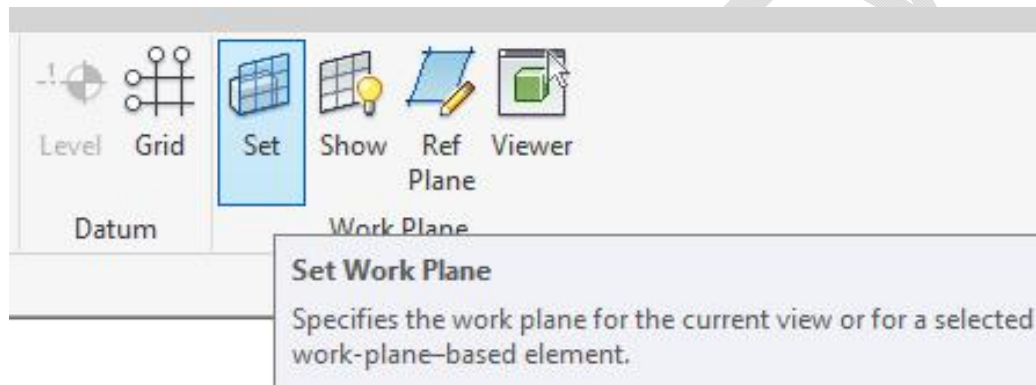 Level Grid Set Show Ref Viewer
Plane
Datum Work Plane
Set Work Plane
Specifies the work plane for the current view or for a selected
work-plane–based element.